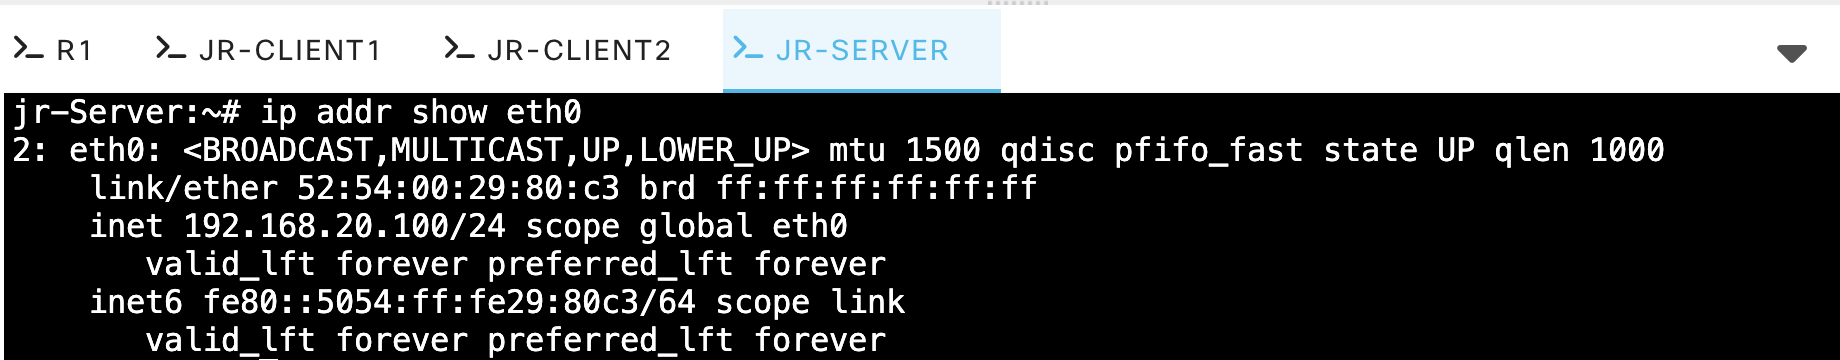 R1 JR-CLIENT1 JR-CLIENT2 JR-SERVER
jr-Server:~# ip addr show eth0
2: eth0: <BROADCAST,MULTICAST,UP,LOWER_UP> mtu 1500 qdisc pfifo_fast state UP qlen 1000
    link/ether 52:54:00:29:80:c3 brd ff:ff:ff:ff:ff:ff
    inet 192.168.20.100/24 scope global eth0
       valid_lft forever preferred_lft forever
    inet6 fe80::5054:ff:fe29:80c3/64 scope link
       valid_lft forever preferred_lft forever